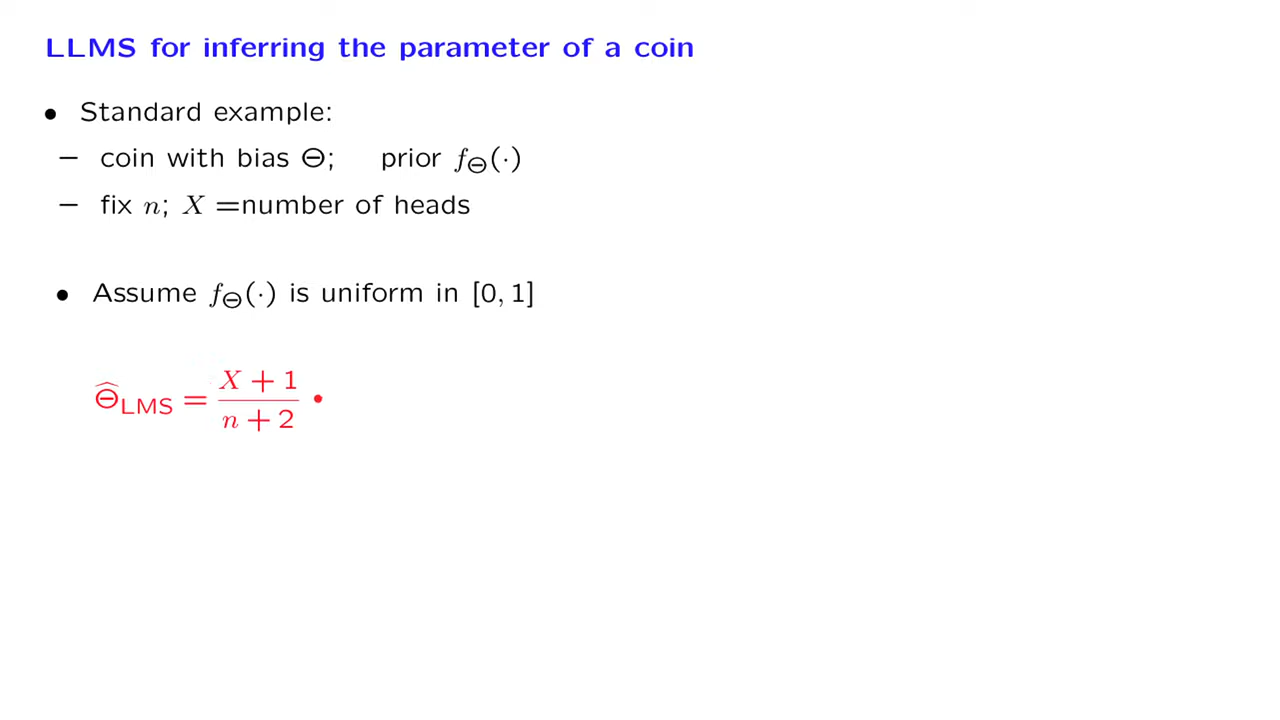 LLMS for inferring the parameter of a coin
• Standard example:
– coin with bias Θ; prior f_Θ(·)
– fix n; X =number of heads
• Assume f_Θ(·) is uniform in [0, 1]
Θ̂_LMS = (X + 1)/(n + 2) •